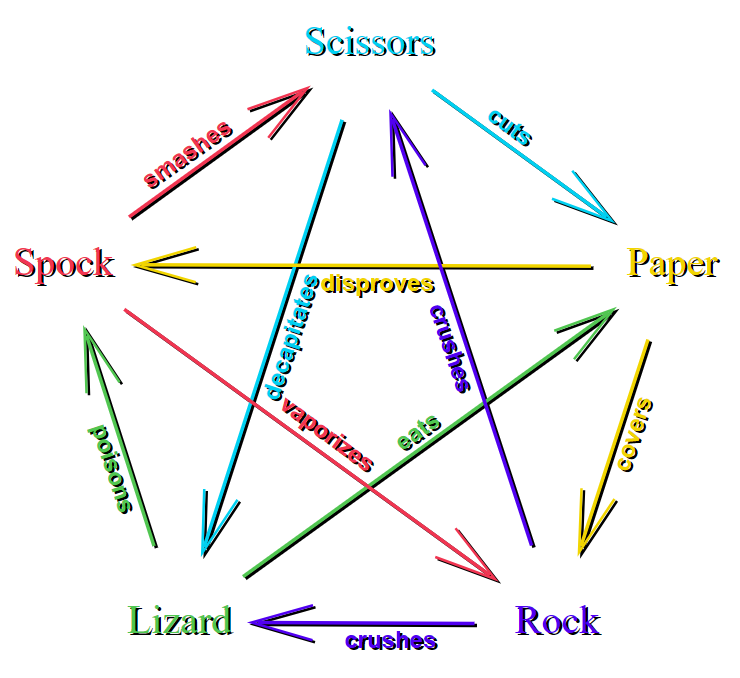 Scissors
smashes
cuts
Spock
Paper
disproves
decapitates
crushes
vaporizes
eats
covers
poisons
Lizard
Rock
crushes